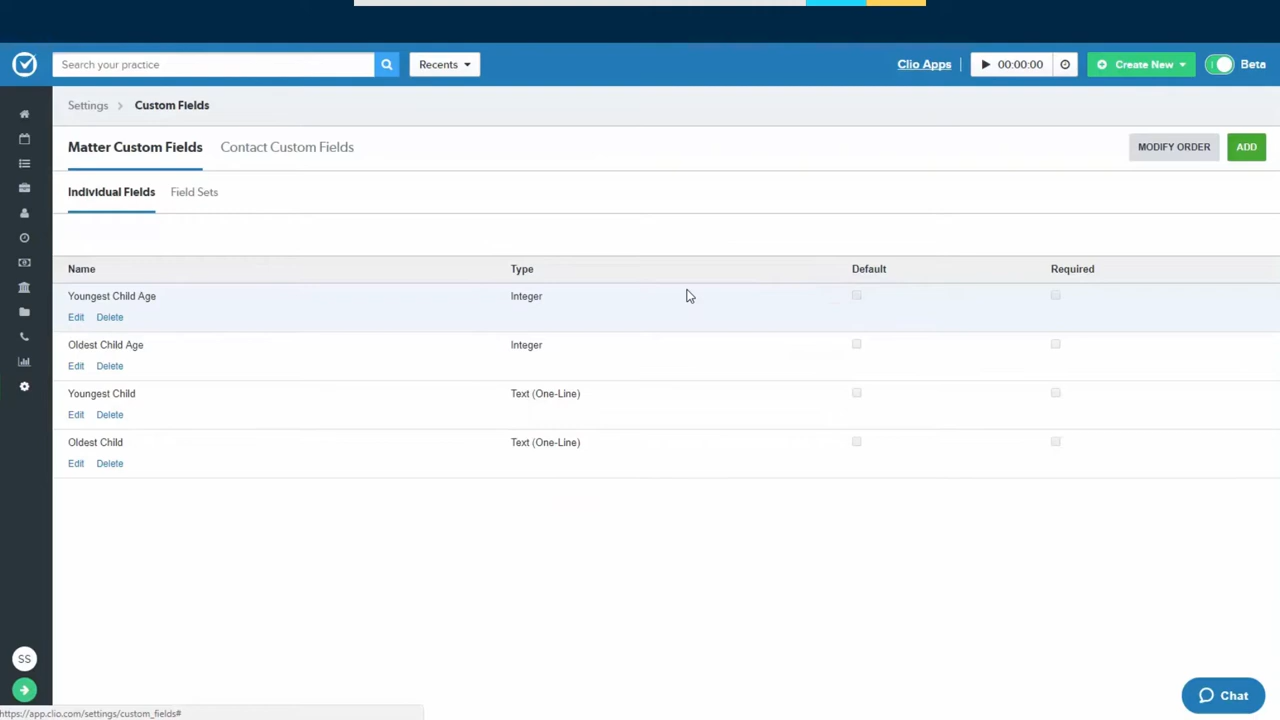 Search your practice
Recents
Clio Apps
00:00:00
Create New
Beta
Settings > Custom Fields
Matter Custom Fields
Contact Custom Fields
MODIFY ORDER
ADD
Individual Fields
Field Sets
Name Type Default Required
Youngest Child Age Integer
Edit Delete
Oldest Child Age Integer
Edit Delete
Youngest Child Text (One-Line)
Edit Delete
Oldest Child Text (One-Line)
Edit Delete
SS
Chat
https://app.clio.com/settings/custom_fields#